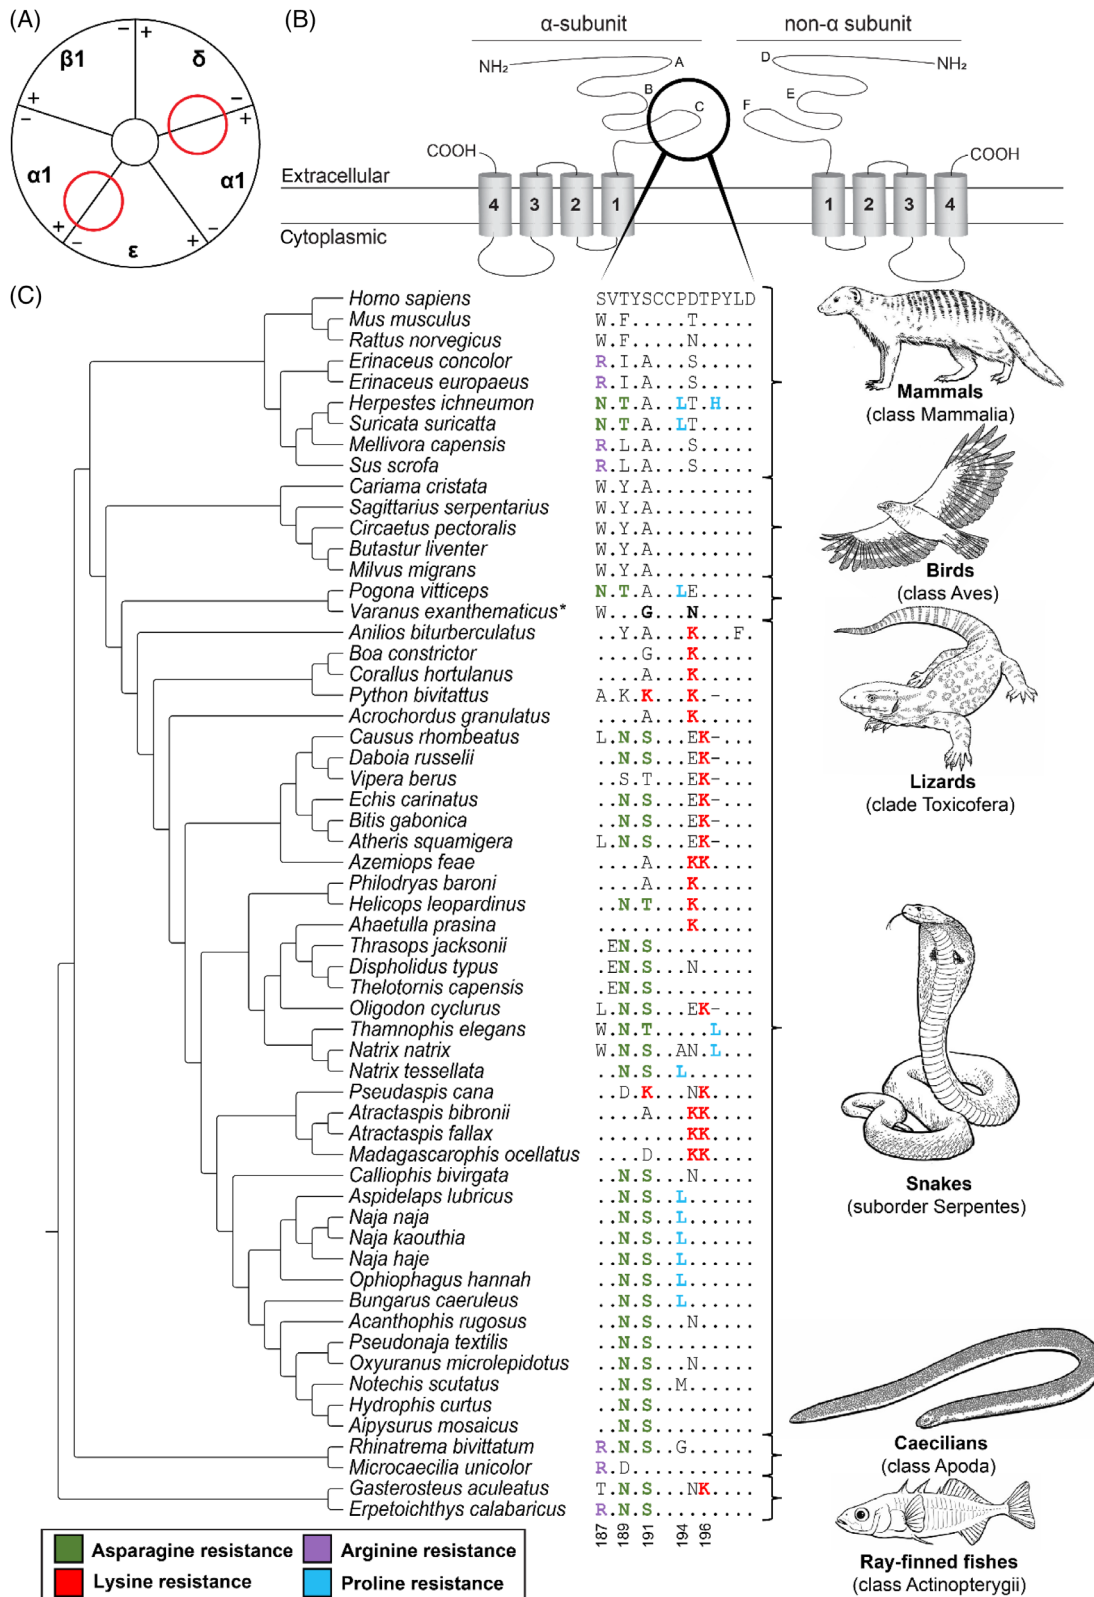 (A)
β1
δ
α1
α1
ε
− +
+ −
− +
+ −
+ −
(B)
α-subunit
non-α subunit
NH₂
A
B
C
D
E
F
NH₂
COOH
COOH
Extracellular
Cytoplasmic
4 3 2 1
1 2 3 4
(C)
Homo sapiens SVTYSCCPDTPYLD
Mus musculus W.F.....T.....
Rattus norvegicus W.F.....N.....
Erinaceus concolor R.I.A...S.....
Erinaceus europaeus R.I.A...S.....
Herpestes ichneumon N.T.A..LT.H...
Suricata suricatta N.T.A..LT.....
Mellivora capensis R.L.A...S.....
Sus scrofa R.L.A...S.....
Cariama cristata W.Y.A.........
Sagittarius serpentarius W.Y.A.........
Circaetus pectoralis W.Y.A.........
Butastur liventer W.Y.A.........
Milvus migrans W.Y.A.........
Pogona vitticeps N.T.A..LE.....
Varanus exanthematicus* W...G...N.....
Anilios biturberculatus ..Y.A...K...F.
Boa constrictor ....G...K.....
Corallus hortulanus ....A...K.....
Python bivitattus A.K.K...K.-...
Acrochordus granulatus ....A...K.....
Causus rhombeatus L.N.S...EK-...
Daboia russelii ..N.S...EK-...
Vipera berus ..S.T...EK-...
Echis carinatus ..N.S...EK-...
Bitis gabonica ..N.S...EK-...
Atheris squamigera L.N.S...EK-...
Azemiops feae ....A...KK....
Philodryas baroni ....A...K.....
Helicops leopardinus ..N.T...K.....
Ahaetulla prasina ........K.....
Thrasops jacksonii .EN.S.........
Dispholidus typus .EN.S...N.....
Thelotornis capensis .EN.S.........
Oligodon cyclurus L.N.S...EK-...
Thamnophis elegans W.N.T.....L...
Natrix natrix W.N.S..AN.L...
Natrix tessellata ..N.S..L......
Pseudaspis cana ..D.K...NK....
Atractaspis bibronii ....A...KK....
Atractaspis fallax ........KK....
Madagascarophis ocellatus ....D...KK....
Calliophis bivirgata ..N.S...N.....
Aspidelaps lubricus ..N.S..L......
Naja naja ..N.S..L......
Naja kaouthia ..N.S..L......
Naja haje ..N.S..L......
Ophiophagus hannah ..N.S..L......
Bungarus caeruleus ..N.S..L......
Acanthophis rugosus ..N.S...N.....
Pseudonaja textilis ..N.S.........
Oxyuranus microlepidotus ..N.S...N.....
Notechis scutatus ..N.S..M......
Hydrophis curtus ..N.S.........
Aipysurus mosaicus ..N.S.........
Rhinatrema bivittatum R.N.S..G......
Microcaecilia unicolor R.D...........
Gasterosteus aculeatus T.......NK....
Erpetoichthys calabaricus R.N.S.........
187 189 191 194 196
Mammals
(class Mammalia)
Birds
(class Aves)
Lizards
(clade Toxicofera)
Snakes
(suborder Serpentes)
Caecilians
(class Apoda)
Ray-finned fishes
(class Actinopterygii)
Asparagine resistance
Arginine resistance
Lysine resistance
Proline resistance